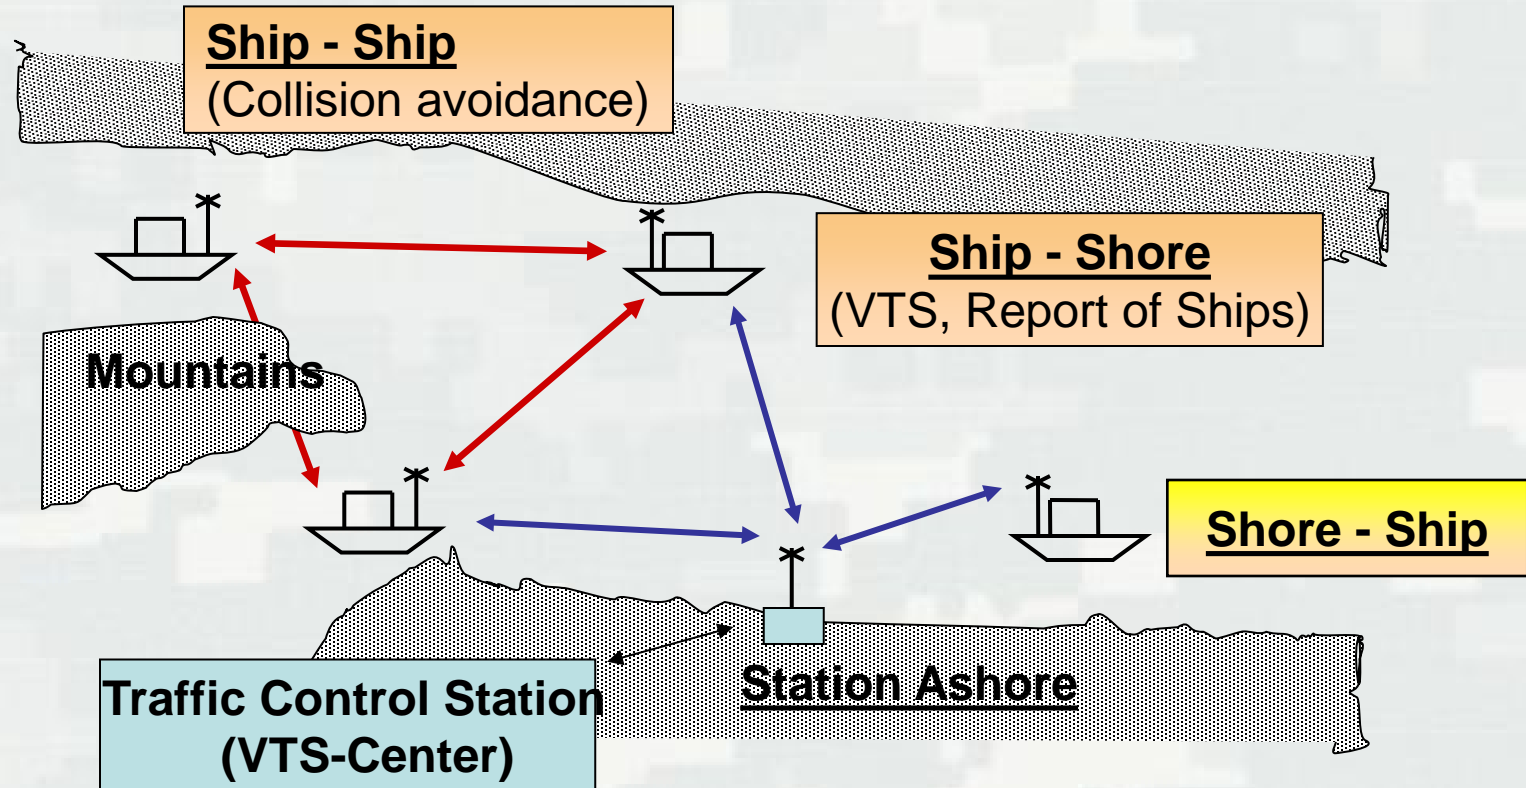 Ship - Ship
(Collision avoidance)
Ship - Shore
(VTS, Report of Ships)
Mountains
Shore - Ship
Station Ashore
Traffic Control Station
(VTS-Center)